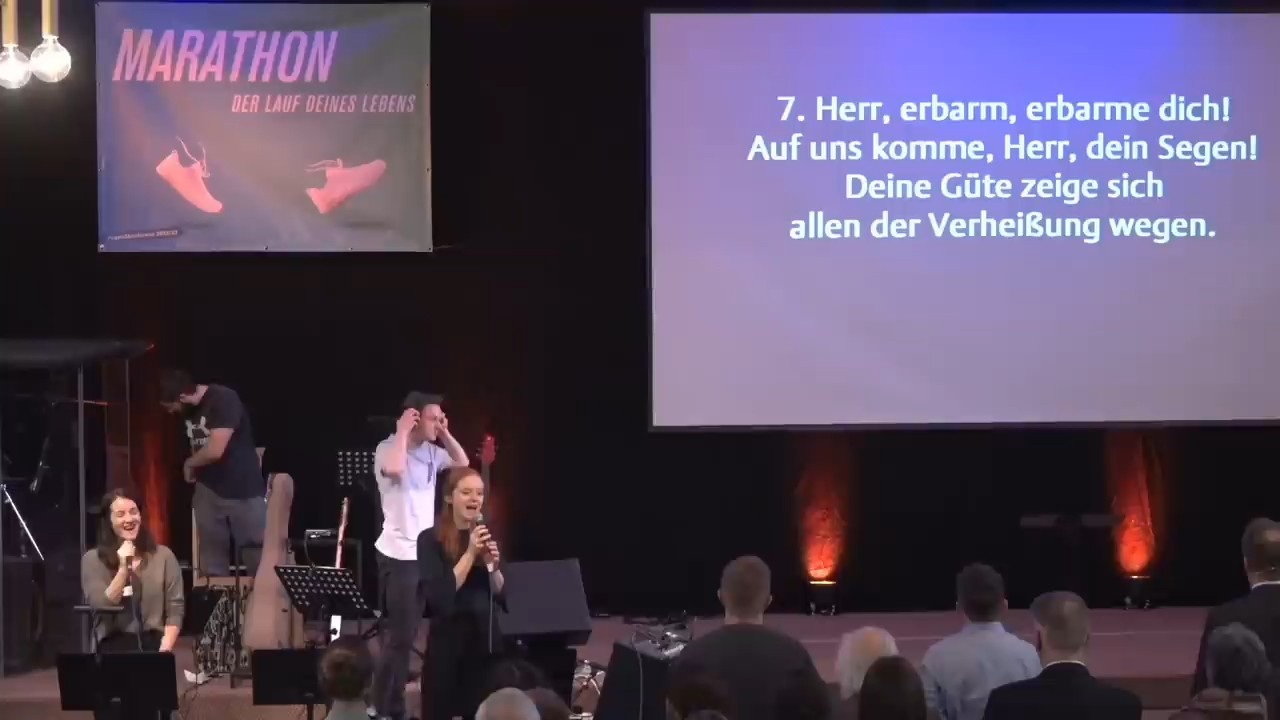 MARATHON
DER LAUF DEINES LEBENS
7. Herr, erbarm, erbarme dich!
Auf uns komme, Herr, dein Segen!
Deine Güte zeige sich
allen der Verheißung wegen.